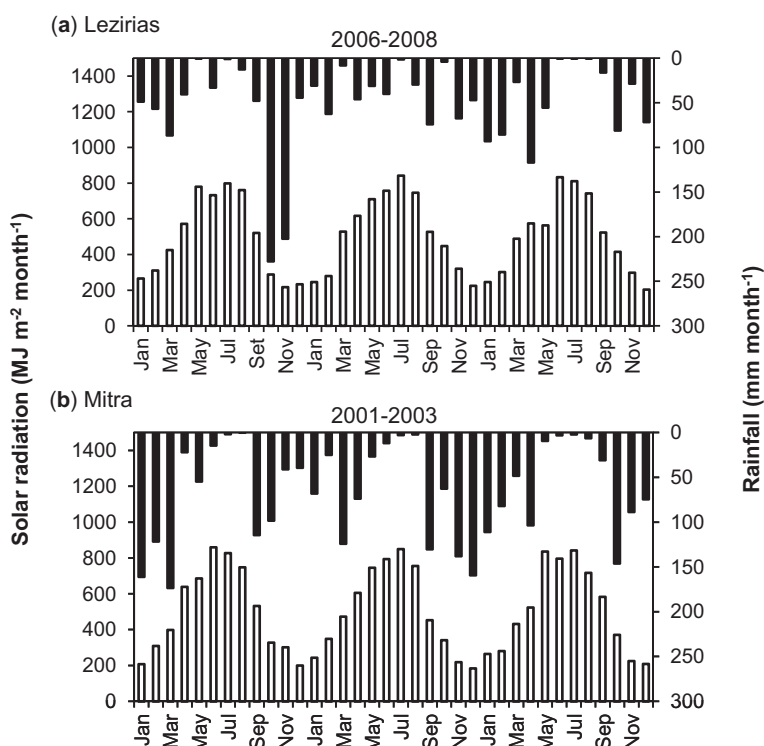 (a) Lezirias
2006-2008
1400
1200
1000
800
600
400
200
0
0
50
100
150
200
250
300
Jan
Mar
May
Jul
Set
Nov
Jan
Mar
May
Jul
Sep
Nov
Jan
Mar
May
Jul
Sep
Nov
Solar radiation (MJ m-2 month-1)
Rainfall (mm month-1)
(b) Mitra
2001-2003
1400
1200
1000
800
600
400
200
0
0
50
100
150
200
250
300
Jan
Mar
May
Jul
Sep
Nov
Jan
Mar
May
Jul
Sep
Nov
Jan
Mar
May
Jul
Sep
Nov